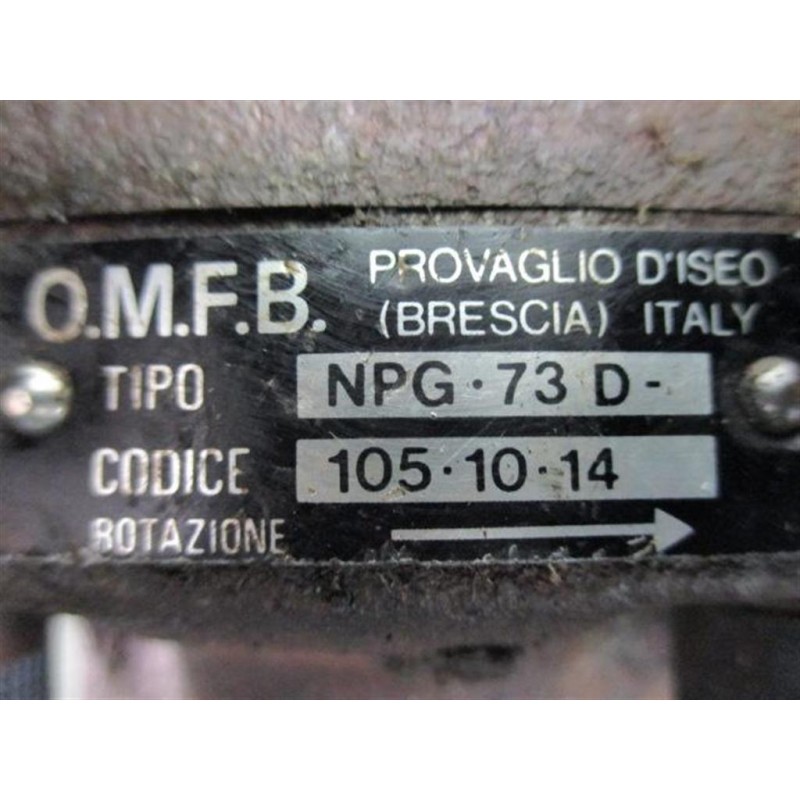 O.M.F.B.
PROVAGLIO D'ISEO
(BRESCIA) ITALY
TIPO NPG·73 D-
CODICE 105·10·14
ROTAZIONE